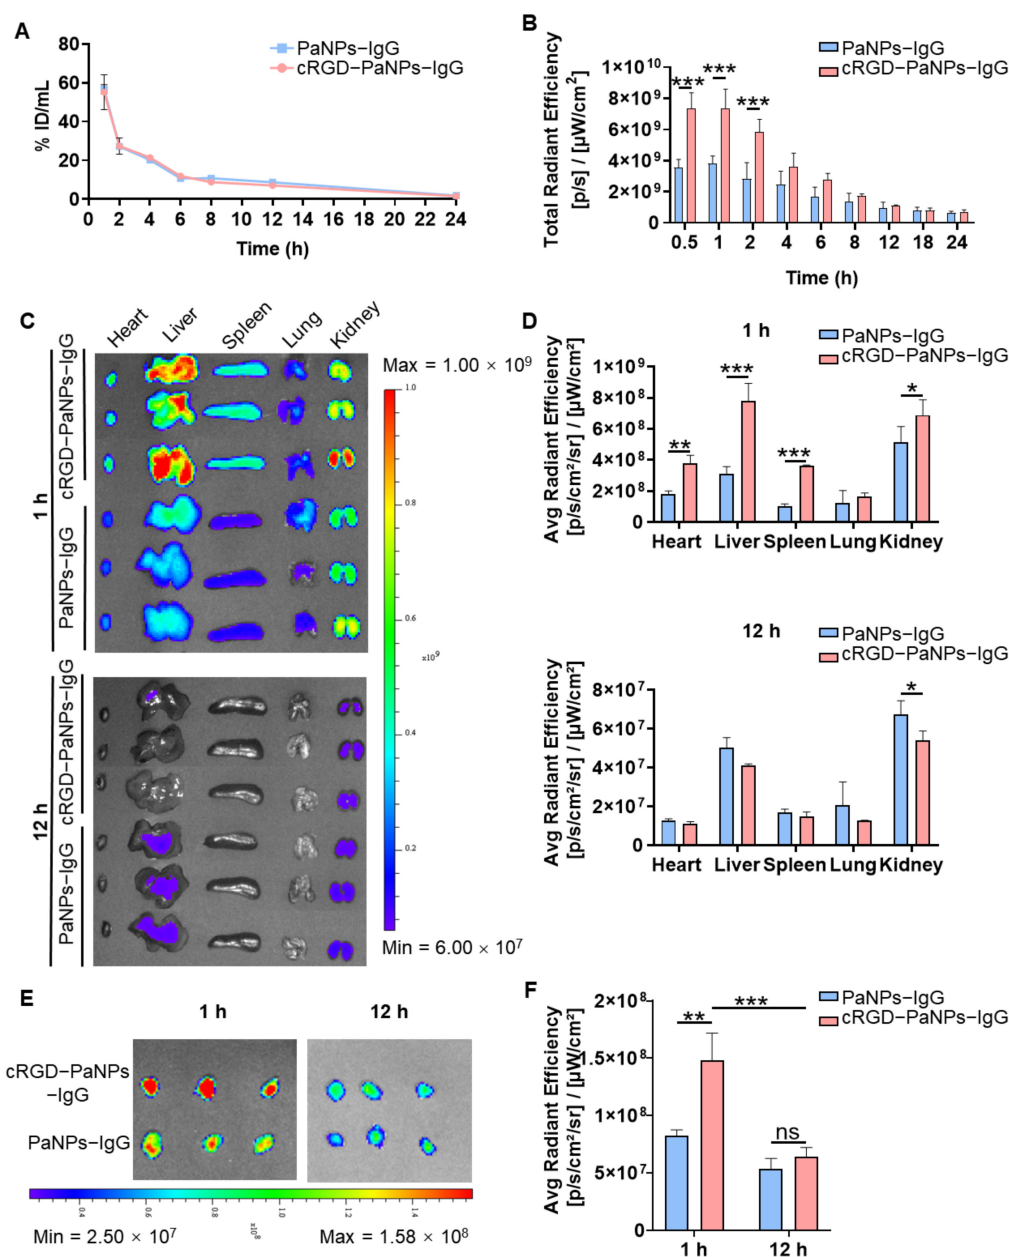 A
% ID/mL
80
60
40
20
0
0 2 4 6 8 10 12 14 16 18 20 22 24
Time (h)
PaNPs–IgG
cRGD–PaNPs–IgG
B
Total Radiant Efficiency
[p/s] / [μW/cm²]
1×10¹⁰
8×10⁹
6×10⁹
4×10⁹
2×10⁹
0
*** *** ***
0.5 1 2 4 6 8 12 18 24
Time (h)
PaNPs–IgG
cRGD–PaNPs–IgG
C
Heart Liver Spleen Lung Kidney
1 h
cRGD–PaNPs–IgG
PaNPs–IgG
12 h
cRGD–PaNPs–IgG
PaNPs–IgG
Max = 1.00 × 10⁹
1.0
0.8
0.6
x10⁹
0.4
0.2
Min = 6.00 × 10⁷
D
1 h
PaNPs–IgG
cRGD–PaNPs–IgG
Avg Radiant Efficiency
[p/s/cm²/sr] / [μW/cm²]
1×10⁹
8×10⁸
6×10⁸
4×10⁸
2×10⁸
0
** *** *** *
Heart Liver Spleen Lung Kidney
12 h
PaNPs–IgG
cRGD–PaNPs–IgG
Avg Radiant Efficiency
[p/s/cm²/sr] / [μW/cm²]
8×10⁷
6×10⁷
4×10⁷
2×10⁷
0
*
Heart Liver Spleen Lung Kidney
E
1 h 12 h
cRGD–PaNPs
–IgG
PaNPs–IgG
0.4 0.6 0.8 1.0 1.2 1.4
x10⁸
Min = 2.50 × 10⁷ Max = 1.58 × 10⁸
F
PaNPs–IgG
cRGD–PaNPs–IgG
Avg Radiant Efficiency
[p/s/cm²/sr] / [μW/cm²]
2×10⁸
1.5×10⁸
1×10⁸
5×10⁷
0
** *** ns
1 h 12 h